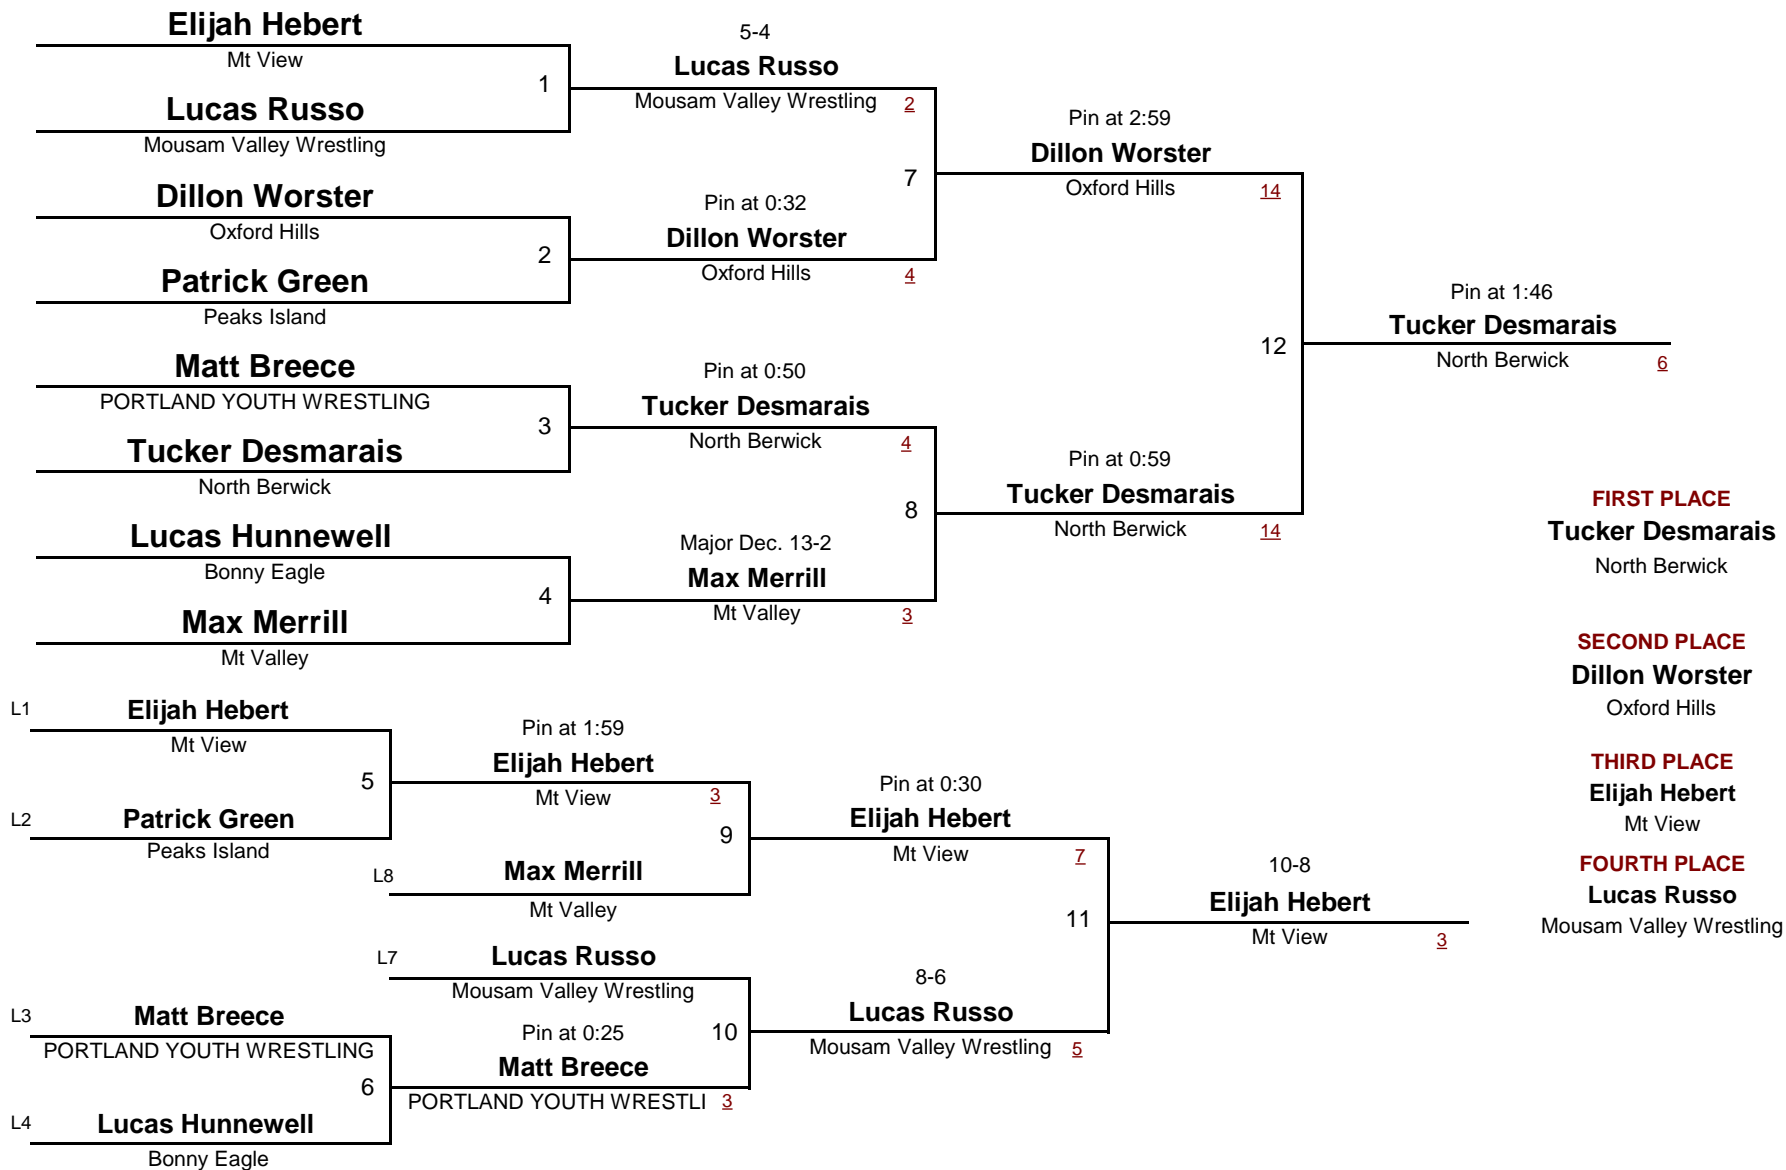 Elijah Hebert
Mt View
1
Lucas Russo
Mousam Valley Wrestling
5-4
Lucas Russo
Mousam Valley Wrestling 2
Dillon Worster
Oxford Hills
2
Patrick Green
Peaks Island
Pin at 0:32
Dillon Worster
Oxford Hills 4
7
Pin at 2:59
Dillon Worster
Oxford Hills 14
Matt Breece
PORTLAND YOUTH WRESTLING
3
Tucker Desmarais
North Berwick
Pin at 0:50
Tucker Desmarais
North Berwick 4
Lucas Hunnewell
Bonny Eagle
4
Max Merrill
Mt Valley
Major Dec. 13-2
Max Merrill
Mt Valley 3
8
Pin at 0:59
Tucker Desmarais
North Berwick 14
12
Pin at 1:46
Tucker Desmarais
North Berwick 6
FIRST PLACE
Tucker Desmarais
North Berwick
SECOND PLACE
Dillon Worster
Oxford Hills
THIRD PLACE
Elijah Hebert
Mt View
FOURTH PLACE
Lucas Russo
Mousam Valley Wrestling
L1 Elijah Hebert
Mt View
5
L2 Patrick Green
Peaks Island
Pin at 1:59
Elijah Hebert
Mt View 3
9
L8 Max Merrill
Mt Valley
Pin at 0:30
Elijah Hebert
Mt View 7
L7 Lucas Russo
Mousam Valley Wrestling
10
L3 Matt Breece
PORTLAND YOUTH WRESTLING
6
L4 Lucas Hunnewell
Bonny Eagle
Pin at 0:25
Matt Breece
PORTLAND YOUTH WRESTLI 3
8-6
Lucas Russo
Mousam Valley Wrestling 5
11
10-8
Elijah Hebert
Mt View 3